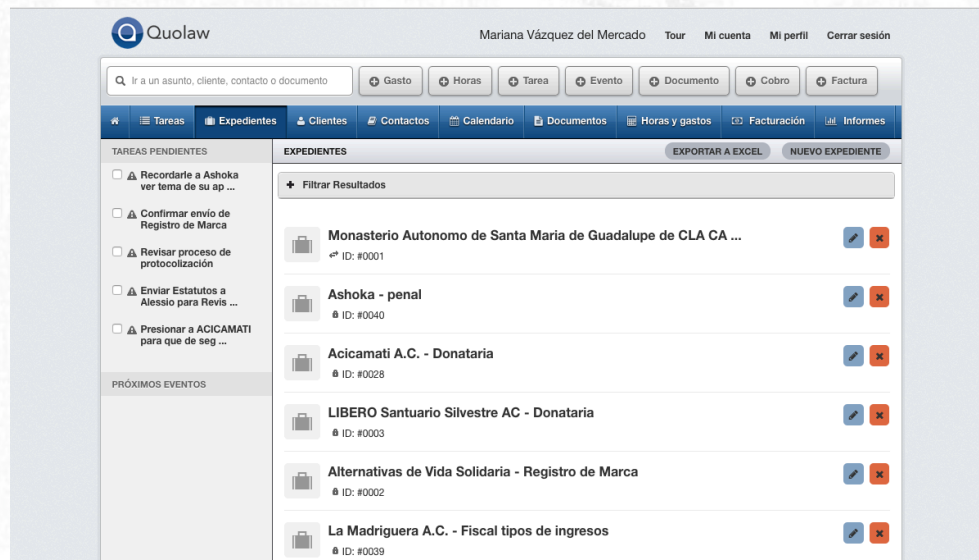 Quolaw
Mariana Vázquez del Mercado Tour Mi cuenta Mi perfil Cerrar sesión
Ir a un asunto, cliente, contacto o documento Gasto Horas Tarea Evento Documento Cobro Factura
Tareas Expedientes Clientes Contactos Calendario Documentos Horas y gastos Facturación Informes
TAREAS PENDIENTES
Recordarle a Ashoka
ver tema de su ap ...
Confirmar envío de
Registro de Marca
Revisar proceso de
protocolización
Enviar Estatutos a
Alessio para Revis ...
Presionar a ACICAMATI
para que de seg ...
PRÓXIMOS EVENTOS
EXPEDIENTES EXPORTAR A EXCEL NUEVO EXPEDIENTE
Filtrar Resultados
Monasterio Autonomo de Santa Maria de Guadalupe de CLA CA ...
ID: #0001
Ashoka - penal
ID: #0040
Acicamati A.C. - Donataria
ID: #0028
LIBERO Santuario Silvestre AC - Donataria
ID: #0003
Alternativas de Vida Solidaria - Registro de Marca
ID: #0002
La Madriguera A.C. - Fiscal tipos de ingresos
ID: #0039